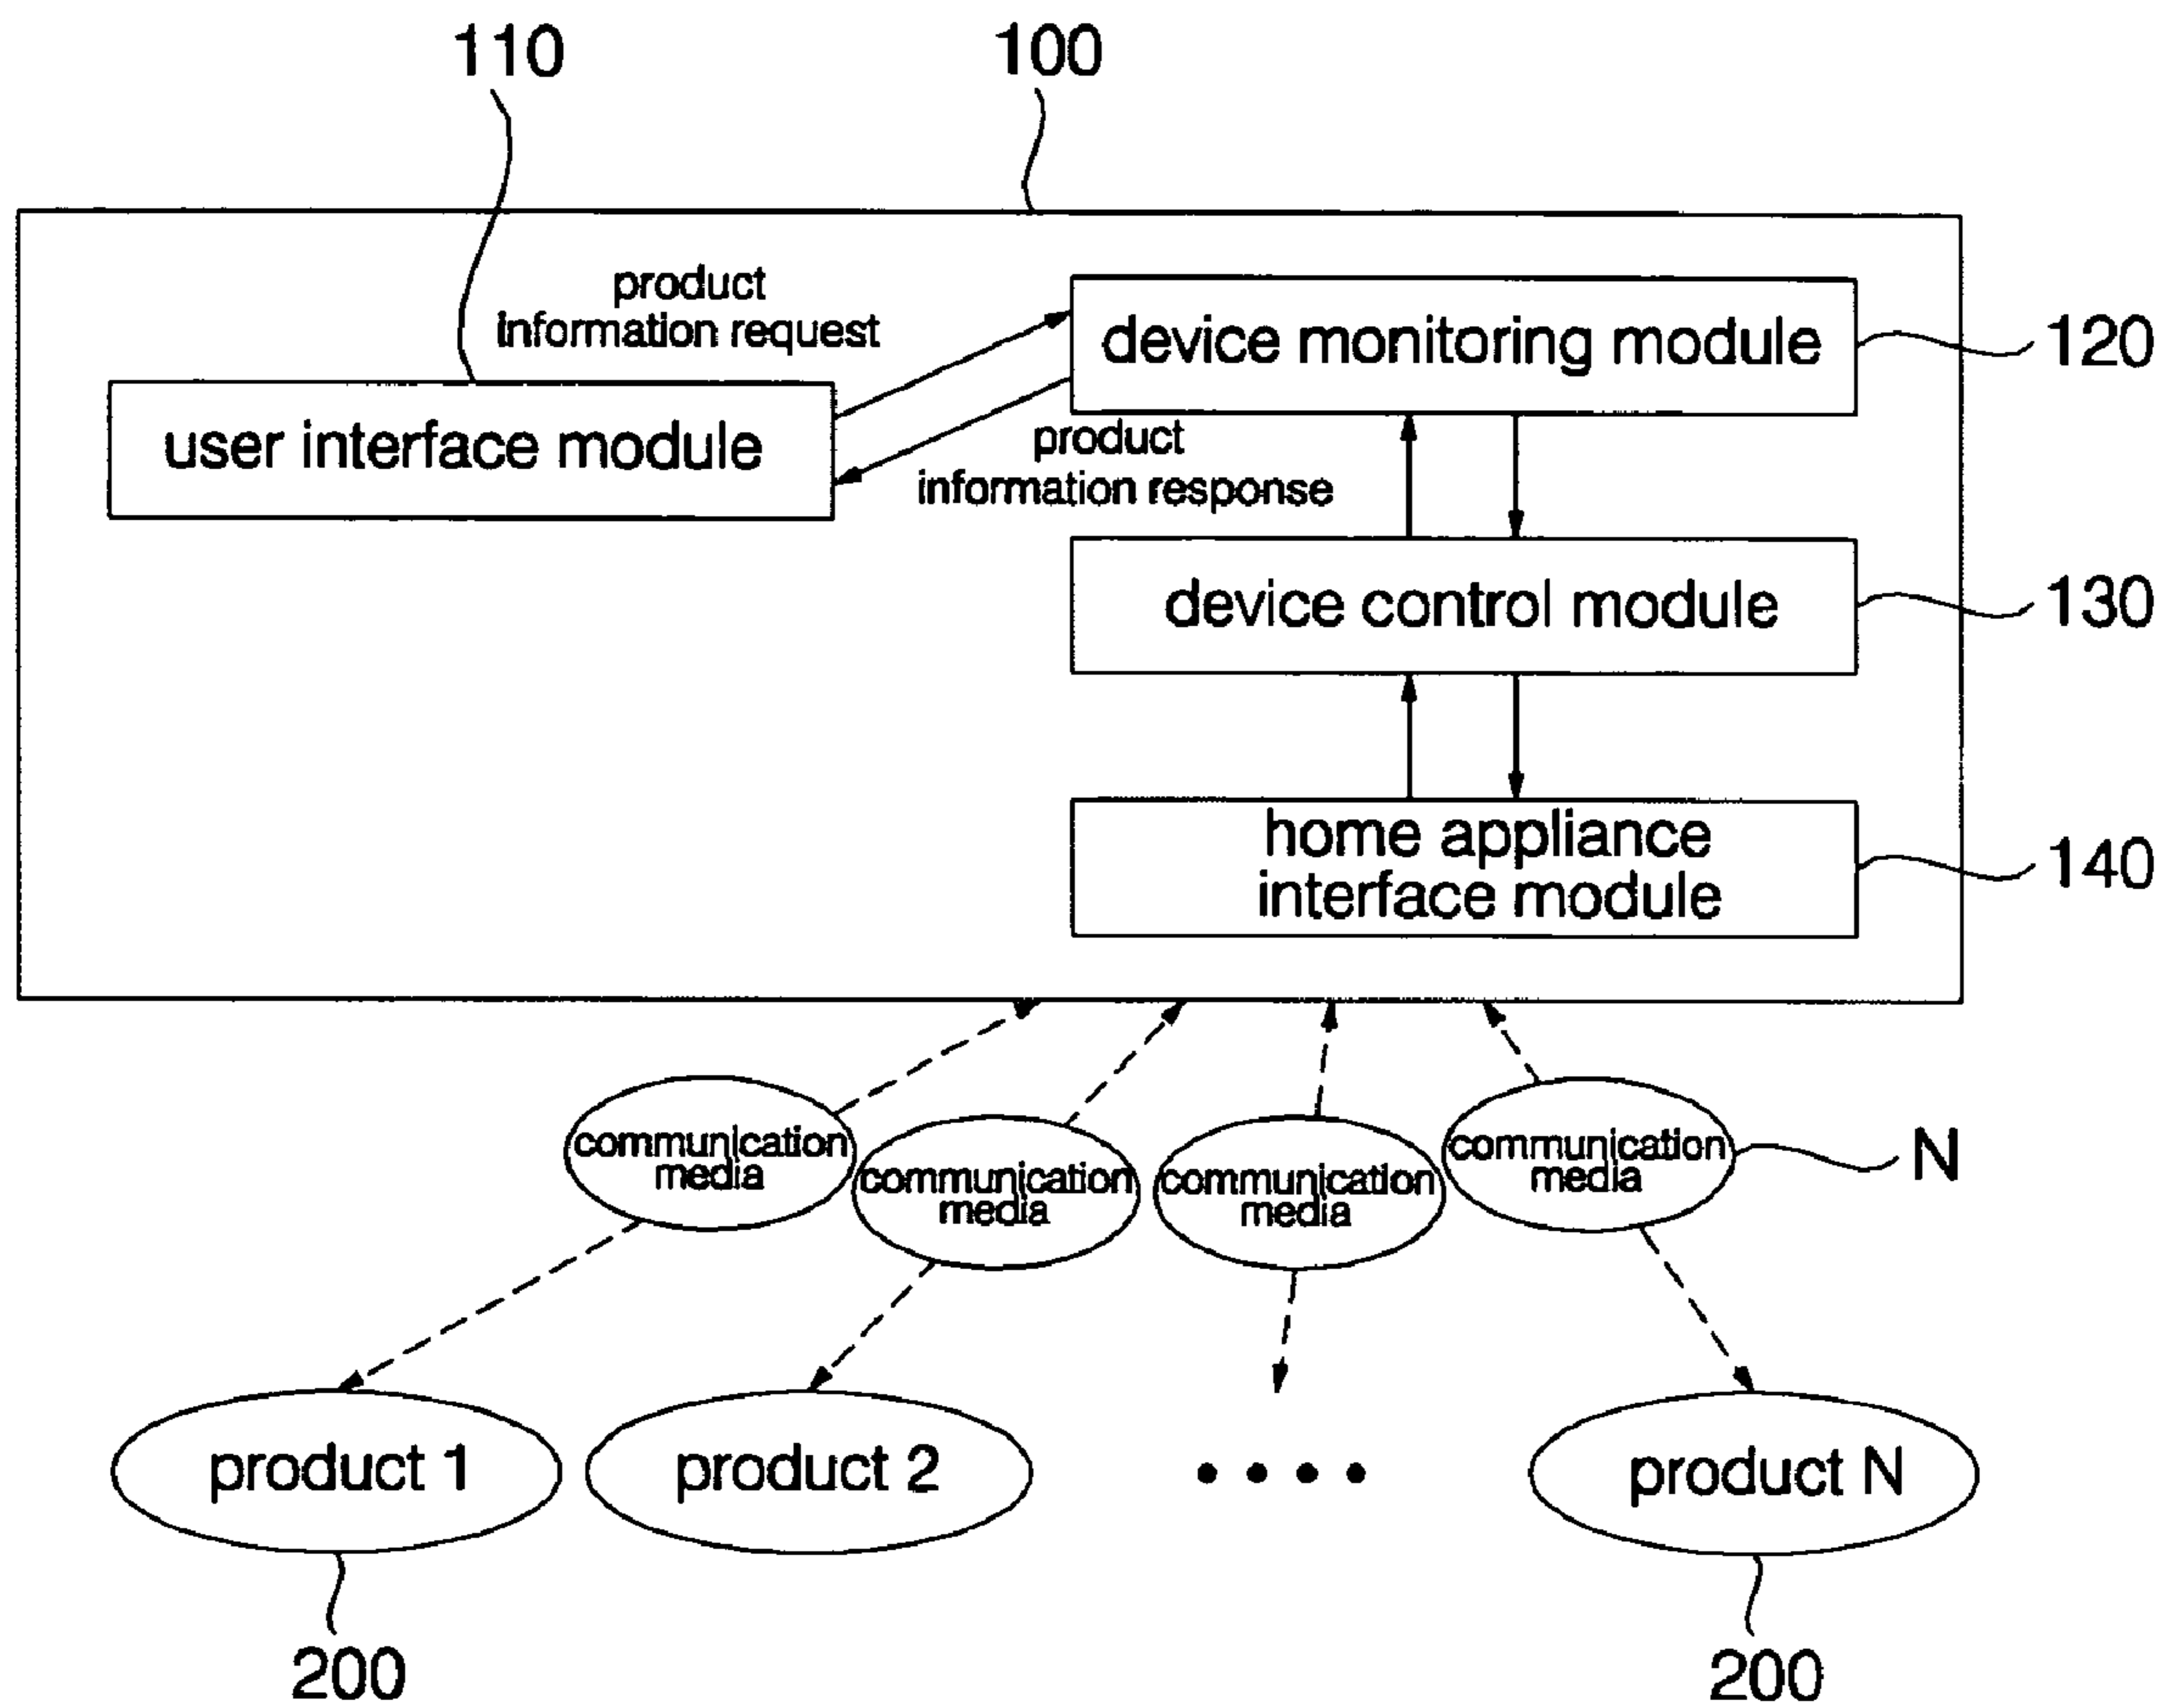 110
100
product
information request
device monitoring module
120
user interface module
product
information response
device control module
130
home appliance
interface module
140
communication
media
communication
media
communication
media
communication
media
N
product 1
product 2
product N
200
200